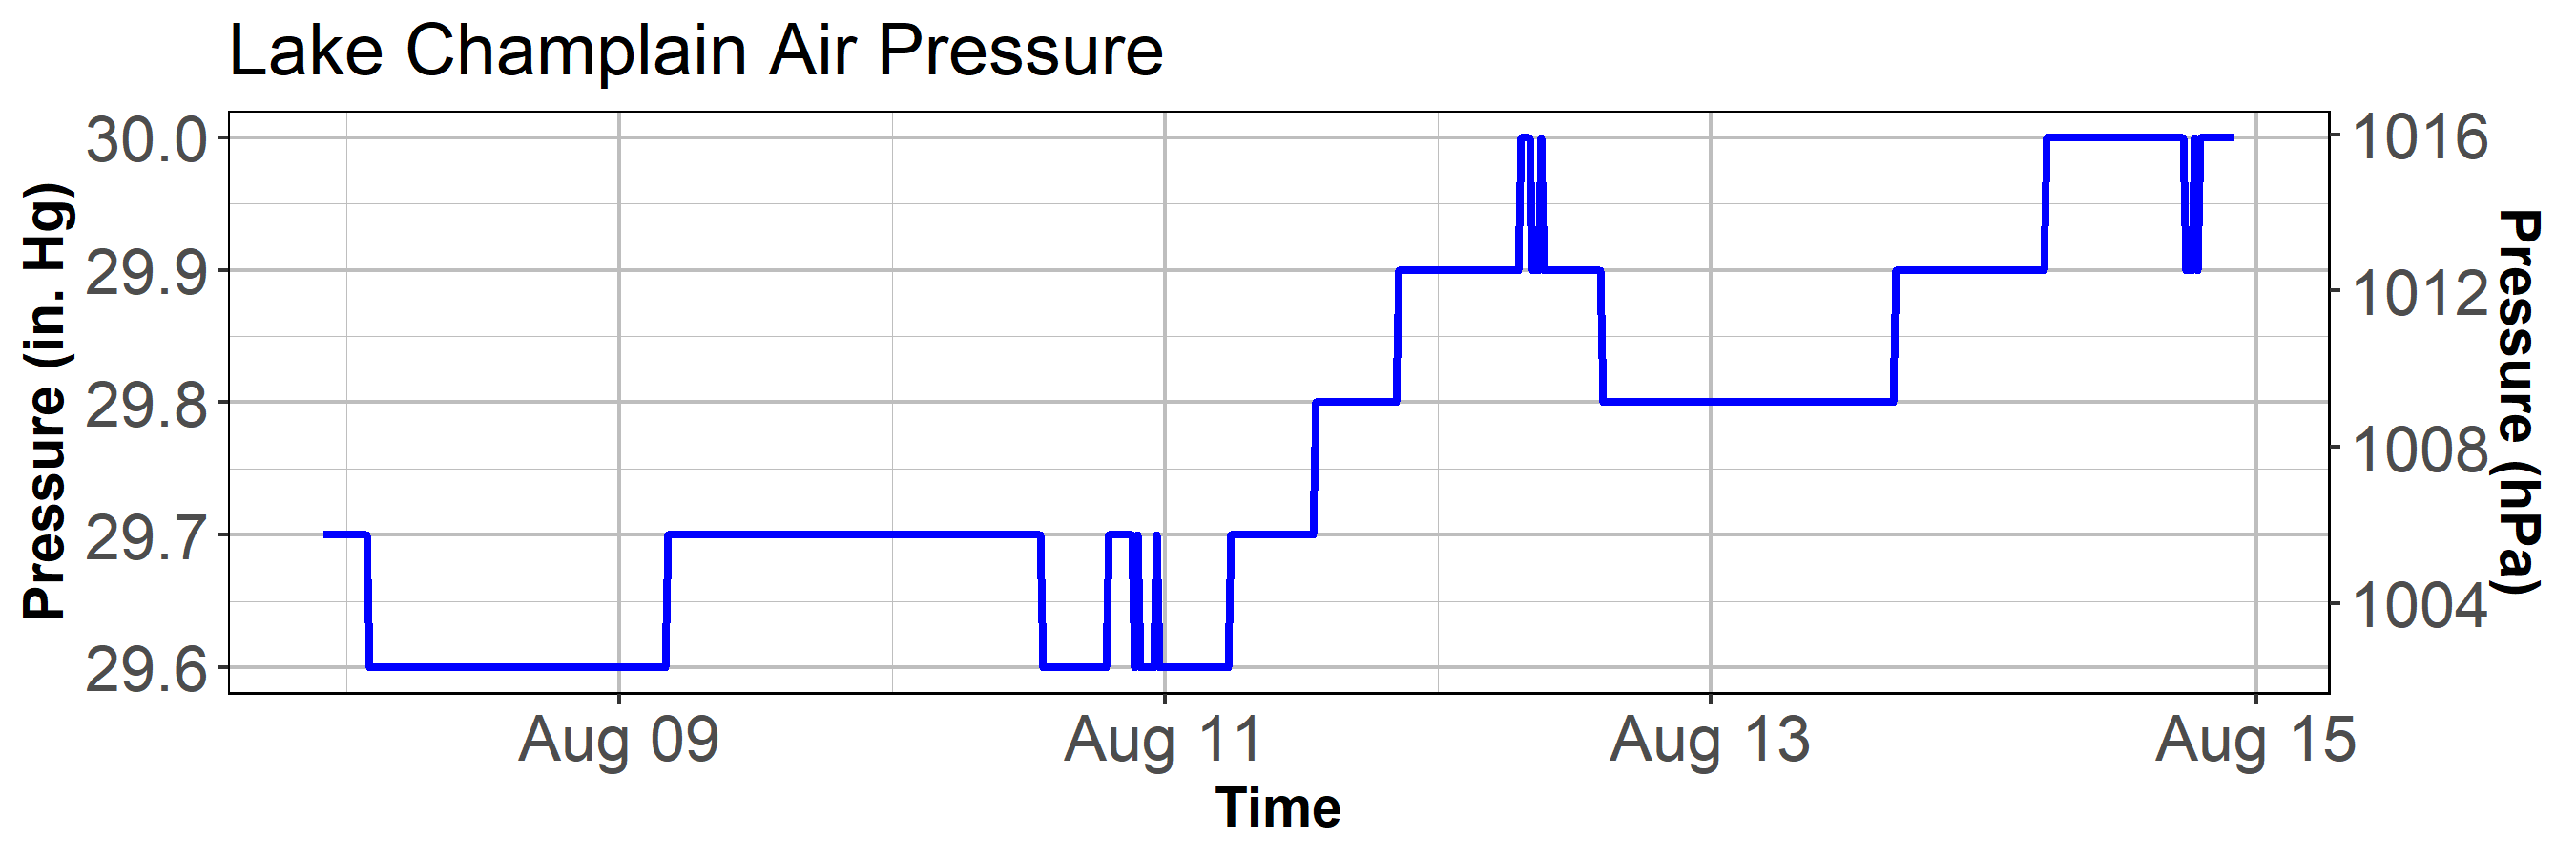 Lake Champlain Air Pressure
30.0
29.9
29.8
29.7
29.6
Pressure (in. Hg)
1016
1012
1008
1004
Pressure (hPa)
Aug 09
Aug 11
Aug 13
Aug 15
Time